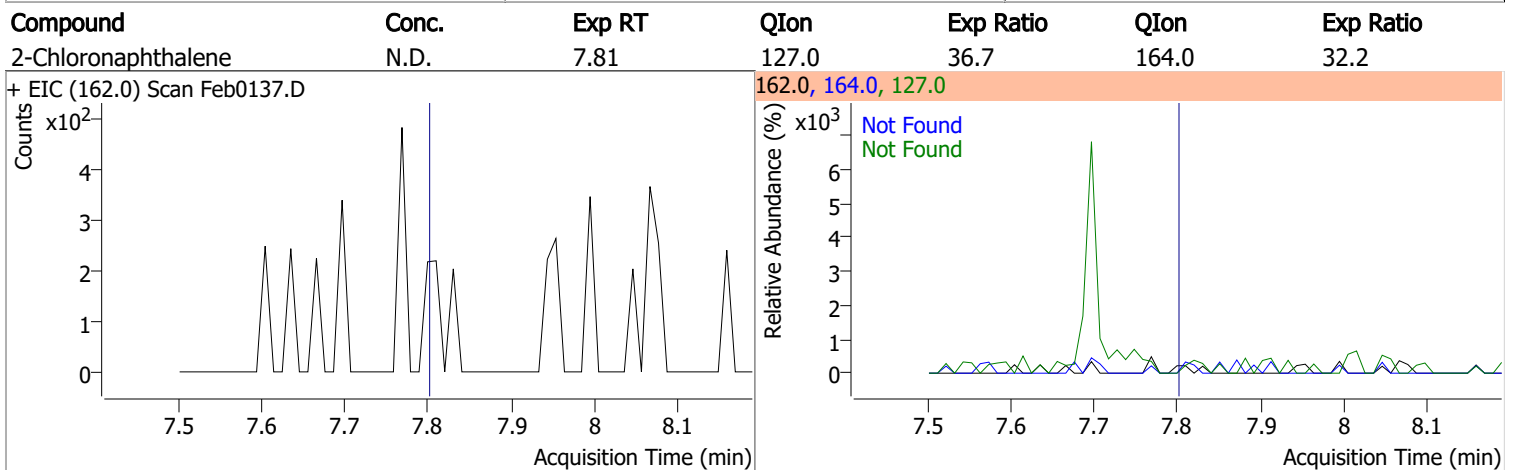 Compound Conc. Exp RT QIon Exp Ratio QIon Exp Ratio
2-Chloronaphthalene N.D. 7.81 127.0 36.7 164.0 32.2
+ EIC (162.0) Scan Feb0137.D
Counts
x10²
4
3
2
1
0
7.5 7.6 7.7 7.8 7.9 8 8.1
Acquisition Time (min)
162.0, 164.0, 127.0
Relative Abundance (%)
x10³
Not Found
Not Found
6
5
4
3
2
1
0
7.5 7.6 7.7 7.8 7.9 8 8.1
Acquisition Time (min)